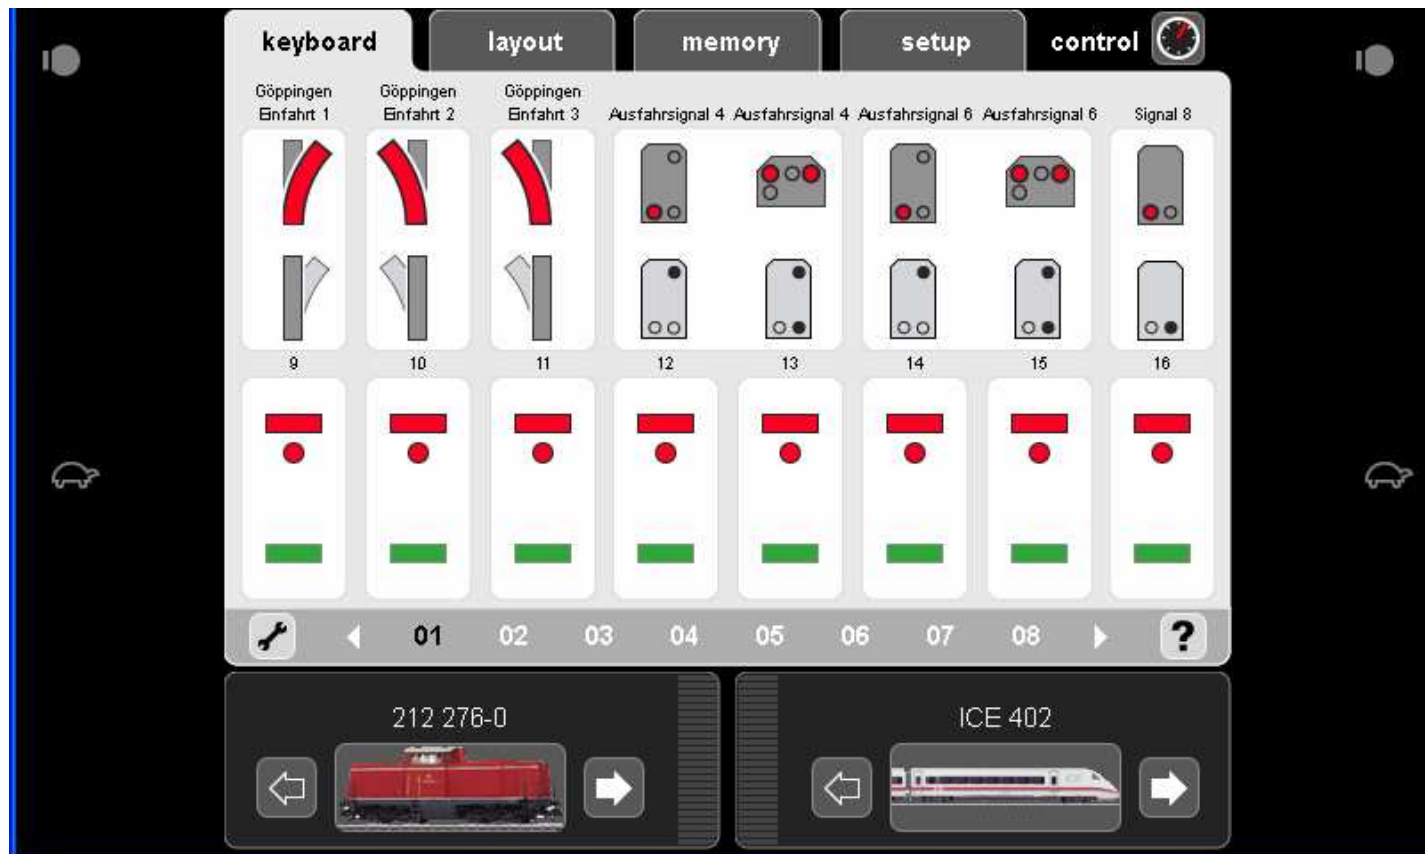 keyboard
layout
memory
setup
control
Göppingen
Einfahrt 1
Göppingen
Einfahrt 2
Göppingen
Einfahrt 3
Ausfahrsignal 4
Ausfahrsignal 4
Ausfahrsignal 6
Ausfahrsignal 6
Signal 8
9
10
11
12
13
14
15
16
01
02
03
04
05
06
07
08
?
212 276-0
ICE 402